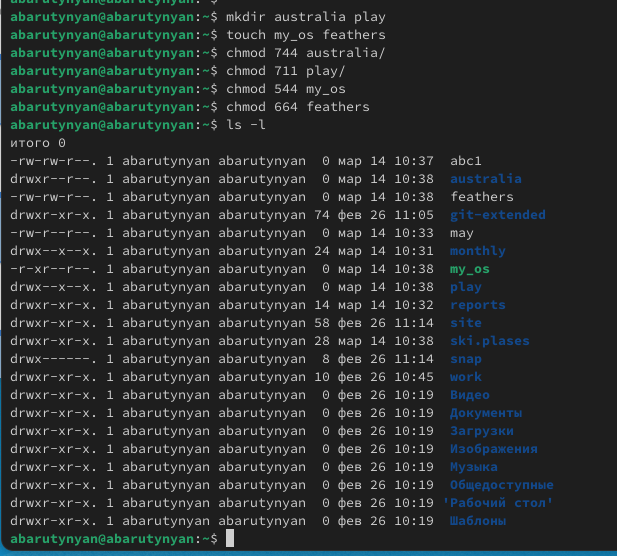 abarutynyan@abarutynyan:~$ mkdir australia play
abarutynyan@abarutynyan:~$ touch my_os feathers
abarutynyan@abarutynyan:~$ chmod 744 australia/
abarutynyan@abarutynyan:~$ chmod 711 play/
abarutynyan@abarutynyan:~$ chmod 544 my_os
abarutynyan@abarutynyan:~$ chmod 664 feathers
abarutynyan@abarutynyan:~$ ls -l
итого 0
-rw-rw-r--. 1 abarutynyan abarutynyan  0 мар 14 10:37  abc1
drwxr--r--. 1 abarutynyan abarutynyan  0 мар 14 10:38  australia
-rw-rw-r--. 1 abarutynyan abarutynyan  0 мар 14 10:38  feathers
drwxr-xr-x. 1 abarutynyan abarutynyan 74 фев 26 11:05  git-extended
-rw-r--r--. 1 abarutynyan abarutynyan  0 мар 14 10:33  may
drwx--x--x. 1 abarutynyan abarutynyan 24 мар 14 10:31  monthly
-r-xr--r--. 1 abarutynyan abarutynyan  0 мар 14 10:38  my_os
drwx--x--x. 1 abarutynyan abarutynyan  0 мар 14 10:38  play
drwxr-xr-x. 1 abarutynyan abarutynyan 14 мар 14 10:32  reports
drwxr-xr-x. 1 abarutynyan abarutynyan 58 фев 26 11:14  site
drwxr-xr-x. 1 abarutynyan abarutynyan 28 мар 14 10:38  ski.plases
drwx------. 1 abarutynyan abarutynyan  8 фев 26 11:14  snap
drwxr-xr-x. 1 abarutynyan abarutynyan 10 фев 26 10:45  work
drwxr-xr-x. 1 abarutynyan abarutynyan  0 фев 26 10:19  Видео
drwxr-xr-x. 1 abarutynyan abarutynyan  0 фев 26 10:19  Документы
drwxr-xr-x. 1 abarutynyan abarutynyan  0 фев 26 10:19  Загрузки
drwxr-xr-x. 1 abarutynyan abarutynyan  0 фев 26 10:19  Изображения
drwxr-xr-x. 1 abarutynyan abarutynyan  0 фев 26 10:19  Музыка
drwxr-xr-x. 1 abarutynyan abarutynyan  0 фев 26 10:19  Общедоступные
drwxr-xr-x. 1 abarutynyan abarutynyan  0 фев 26 10:19 'Рабочий стол'
drwxr-xr-x. 1 abarutynyan abarutynyan  0 фев 26 10:19  Шаблоны
abarutynyan@abarutynyan:~$